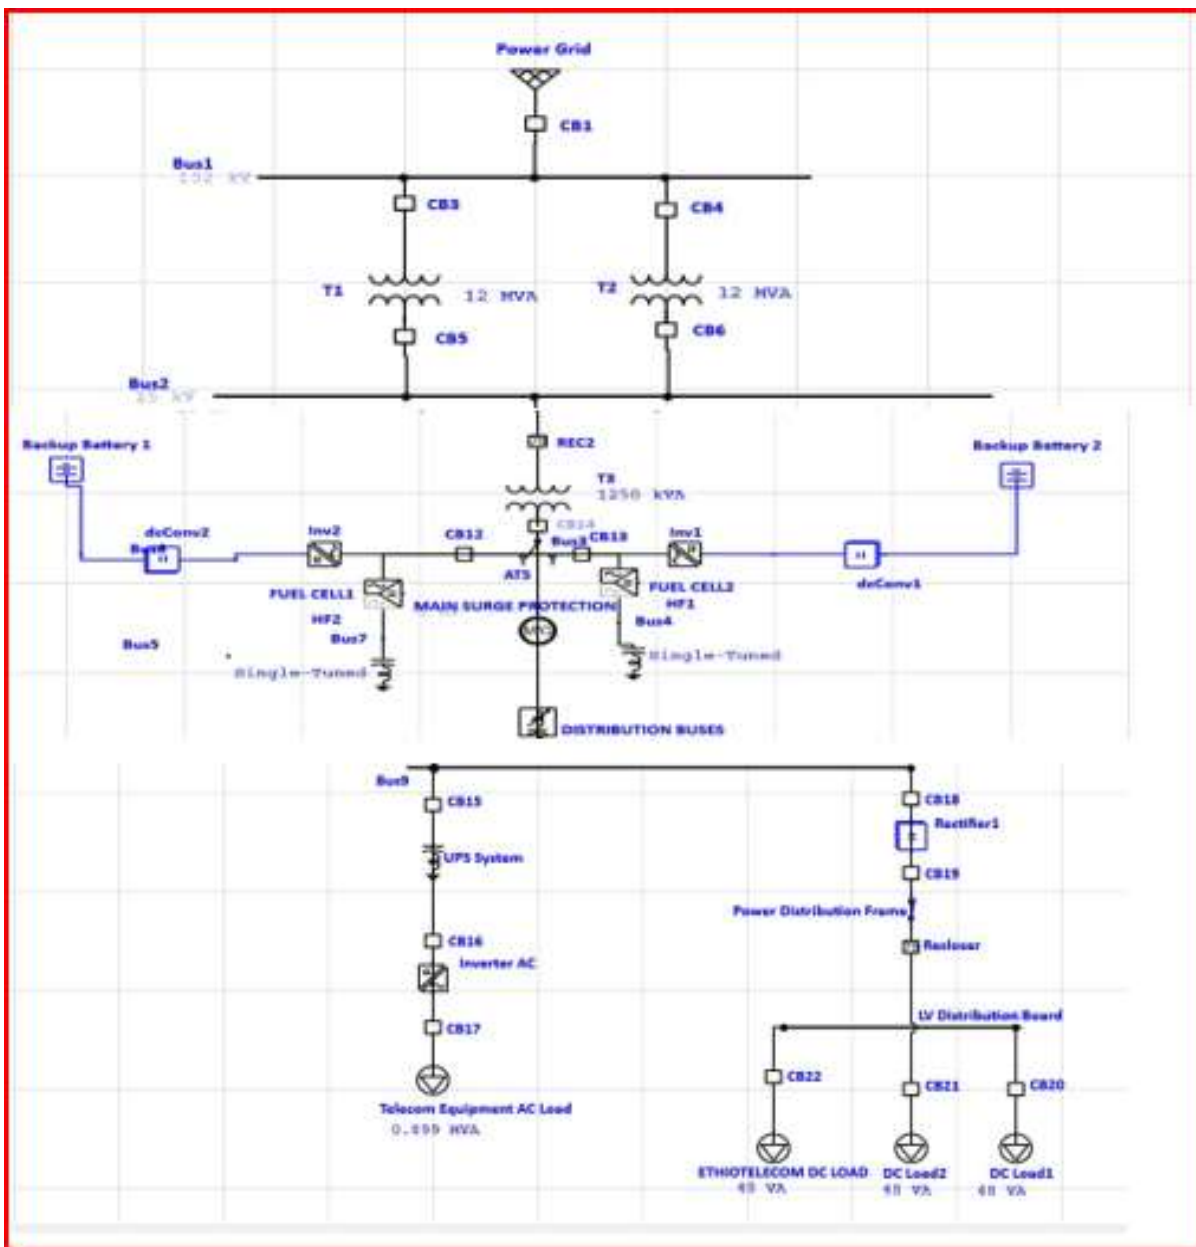 Power Grid
CB1
Bus1
132 kV
CB3
CB4
T1
12 MVA
T2
12 MVA
CB5
CB6
Bus2
Backup Battery 1
REC2
Backup Battery 2
T3
1250 kVA
CB14
dcConv2
Inv2
CB12
Bus3
CB13
Inv1
ATS
dcConv1
FUEL CELL1
FUEL CELL2
MAIN SURGE PROTECTION
HF1
HF2
Bus7
Bus4
Bus5
Single-Tuned
Single-Tuned
DISTRIBUTION BUSES
Bus9
CB15
CB18
Rectifier1
UPS System
CB19
Power Distribution Frame
CB16
Recloser
Inverter AC
CB17
LV Distribution Board
CB22
CB21
CB20
Telecom Equipment AC Load
ETHIOTELECOM DC LOAD
DC Load2
DC Load1